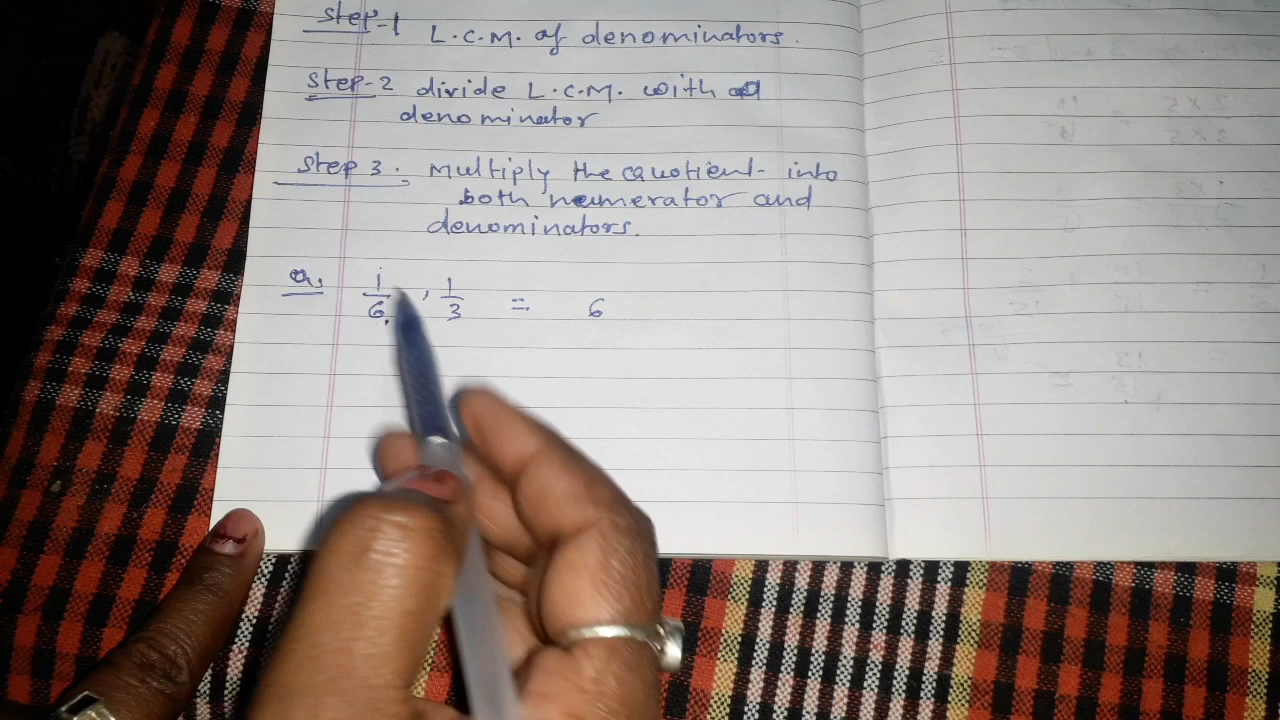 Step-1 L.C.M. of denominators.
Step-2 divide L.C.M. with
denominator
Step 3. Multiply the quotient into
both numerator and
denominators.
Q. 1/6, 1/3 = 6